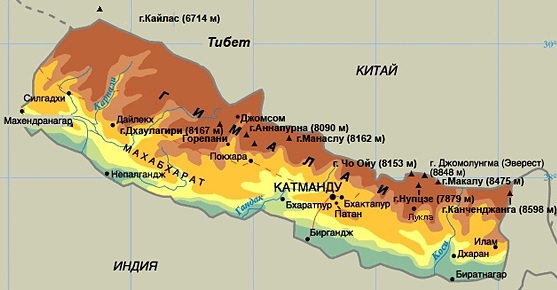 г.Кайлас (6714 м)
Тибет
30°
КИТАЙ
Карнали
Силгадхи
Махендранагар
Дайлекх
ГИМАЛАИ
Джомсом
г.Дхаулагири (8167 м)
г.Аннапурна (8090 м)
Горепани
г.Манаслу (8162 м)
Покхара
МАХАБХАРАТ
Непалгандж
г. Чо Ойу (8153 м)
г. Джомолунгма (Эверест)
(8848 м)
г.Макалу (8475 м)
КАТМАНДУ
г.Нупцзе (7879 м)
Гандак
Бхаратпур
Бхактапур
Патан
Лукла
г.Канченджанга (8598 м)
Биргандж
Коси
Илам
Дхаран
ИНДИЯ
Биратнагар